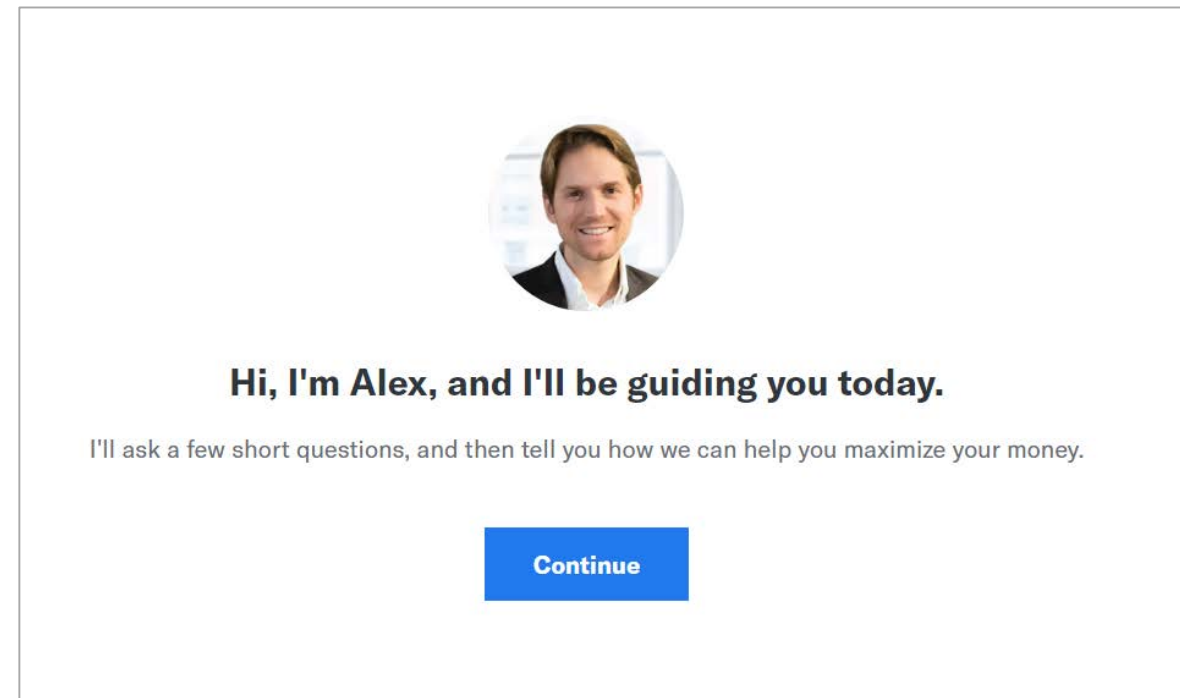 Hi, I'm Alex, and I'll be guiding you today.
I'll ask a few short questions, and then tell you how we can help you maximize your money.
Continue